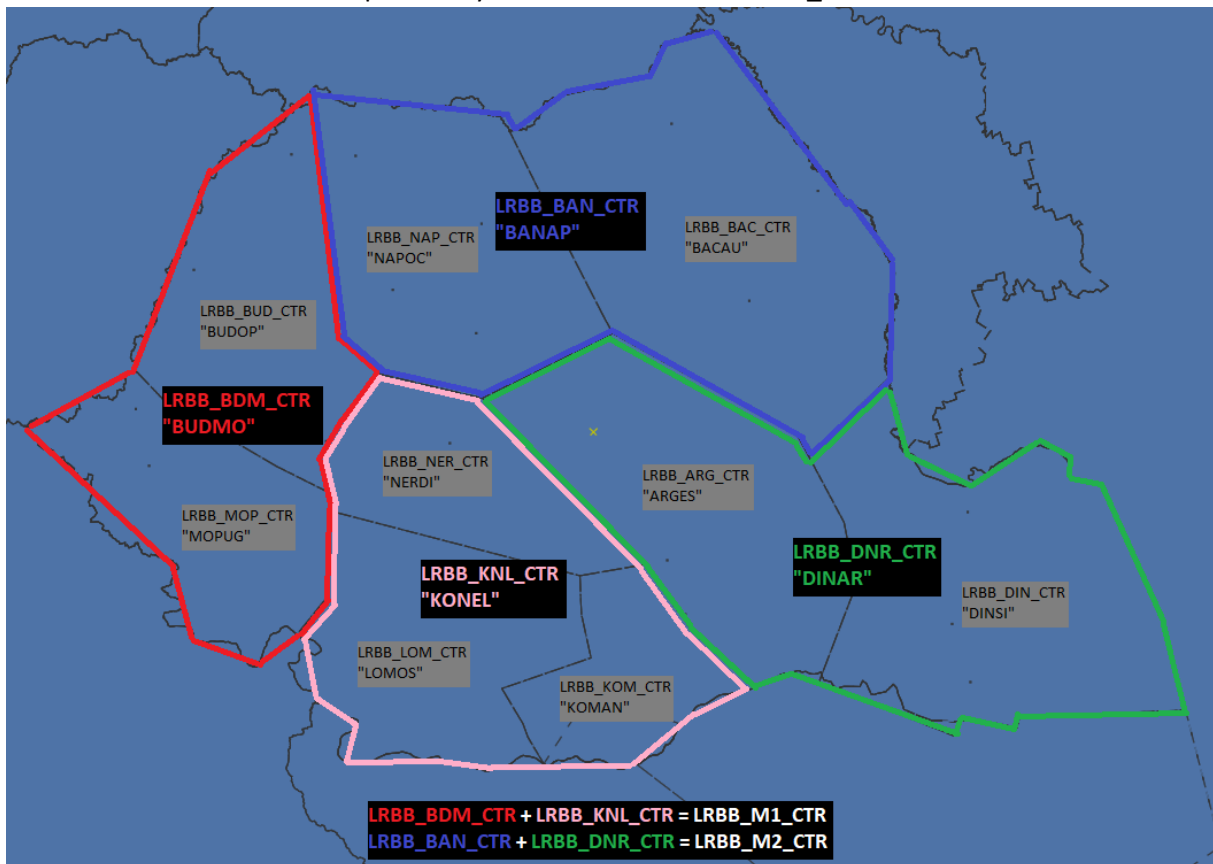 LRBB_BAN_CTR
"BANAP"
LRBB_NAP_CTR
"NAPOC"
LRBB_BAC_CTR
"BACAU"
LRBB_BUD_CTR
"BUDOP"
LRBB_BDM_CTR
"BUDMO"
LRBB_NER_CTR
"NERDI"
LRBB_ARG_CTR
"ARGES"
LRBB_MOP_CTR
"MOPUG"
LRBB_KNL_CTR
"KONEL"
LRBB_DNR_CTR
"DINAR"
LRBB_DIN_CTR
"DINSI"
LRBB_LOM_CTR
"LOMOS"
LRBB_KOM_CTR
"KOMAN"
LRBB_BDM_CTR + LRBB_KNL_CTR = LRBB_M1_CTR
LRBB_BAN_CTR + LRBB_DNR_CTR = LRBB_M2_CTR